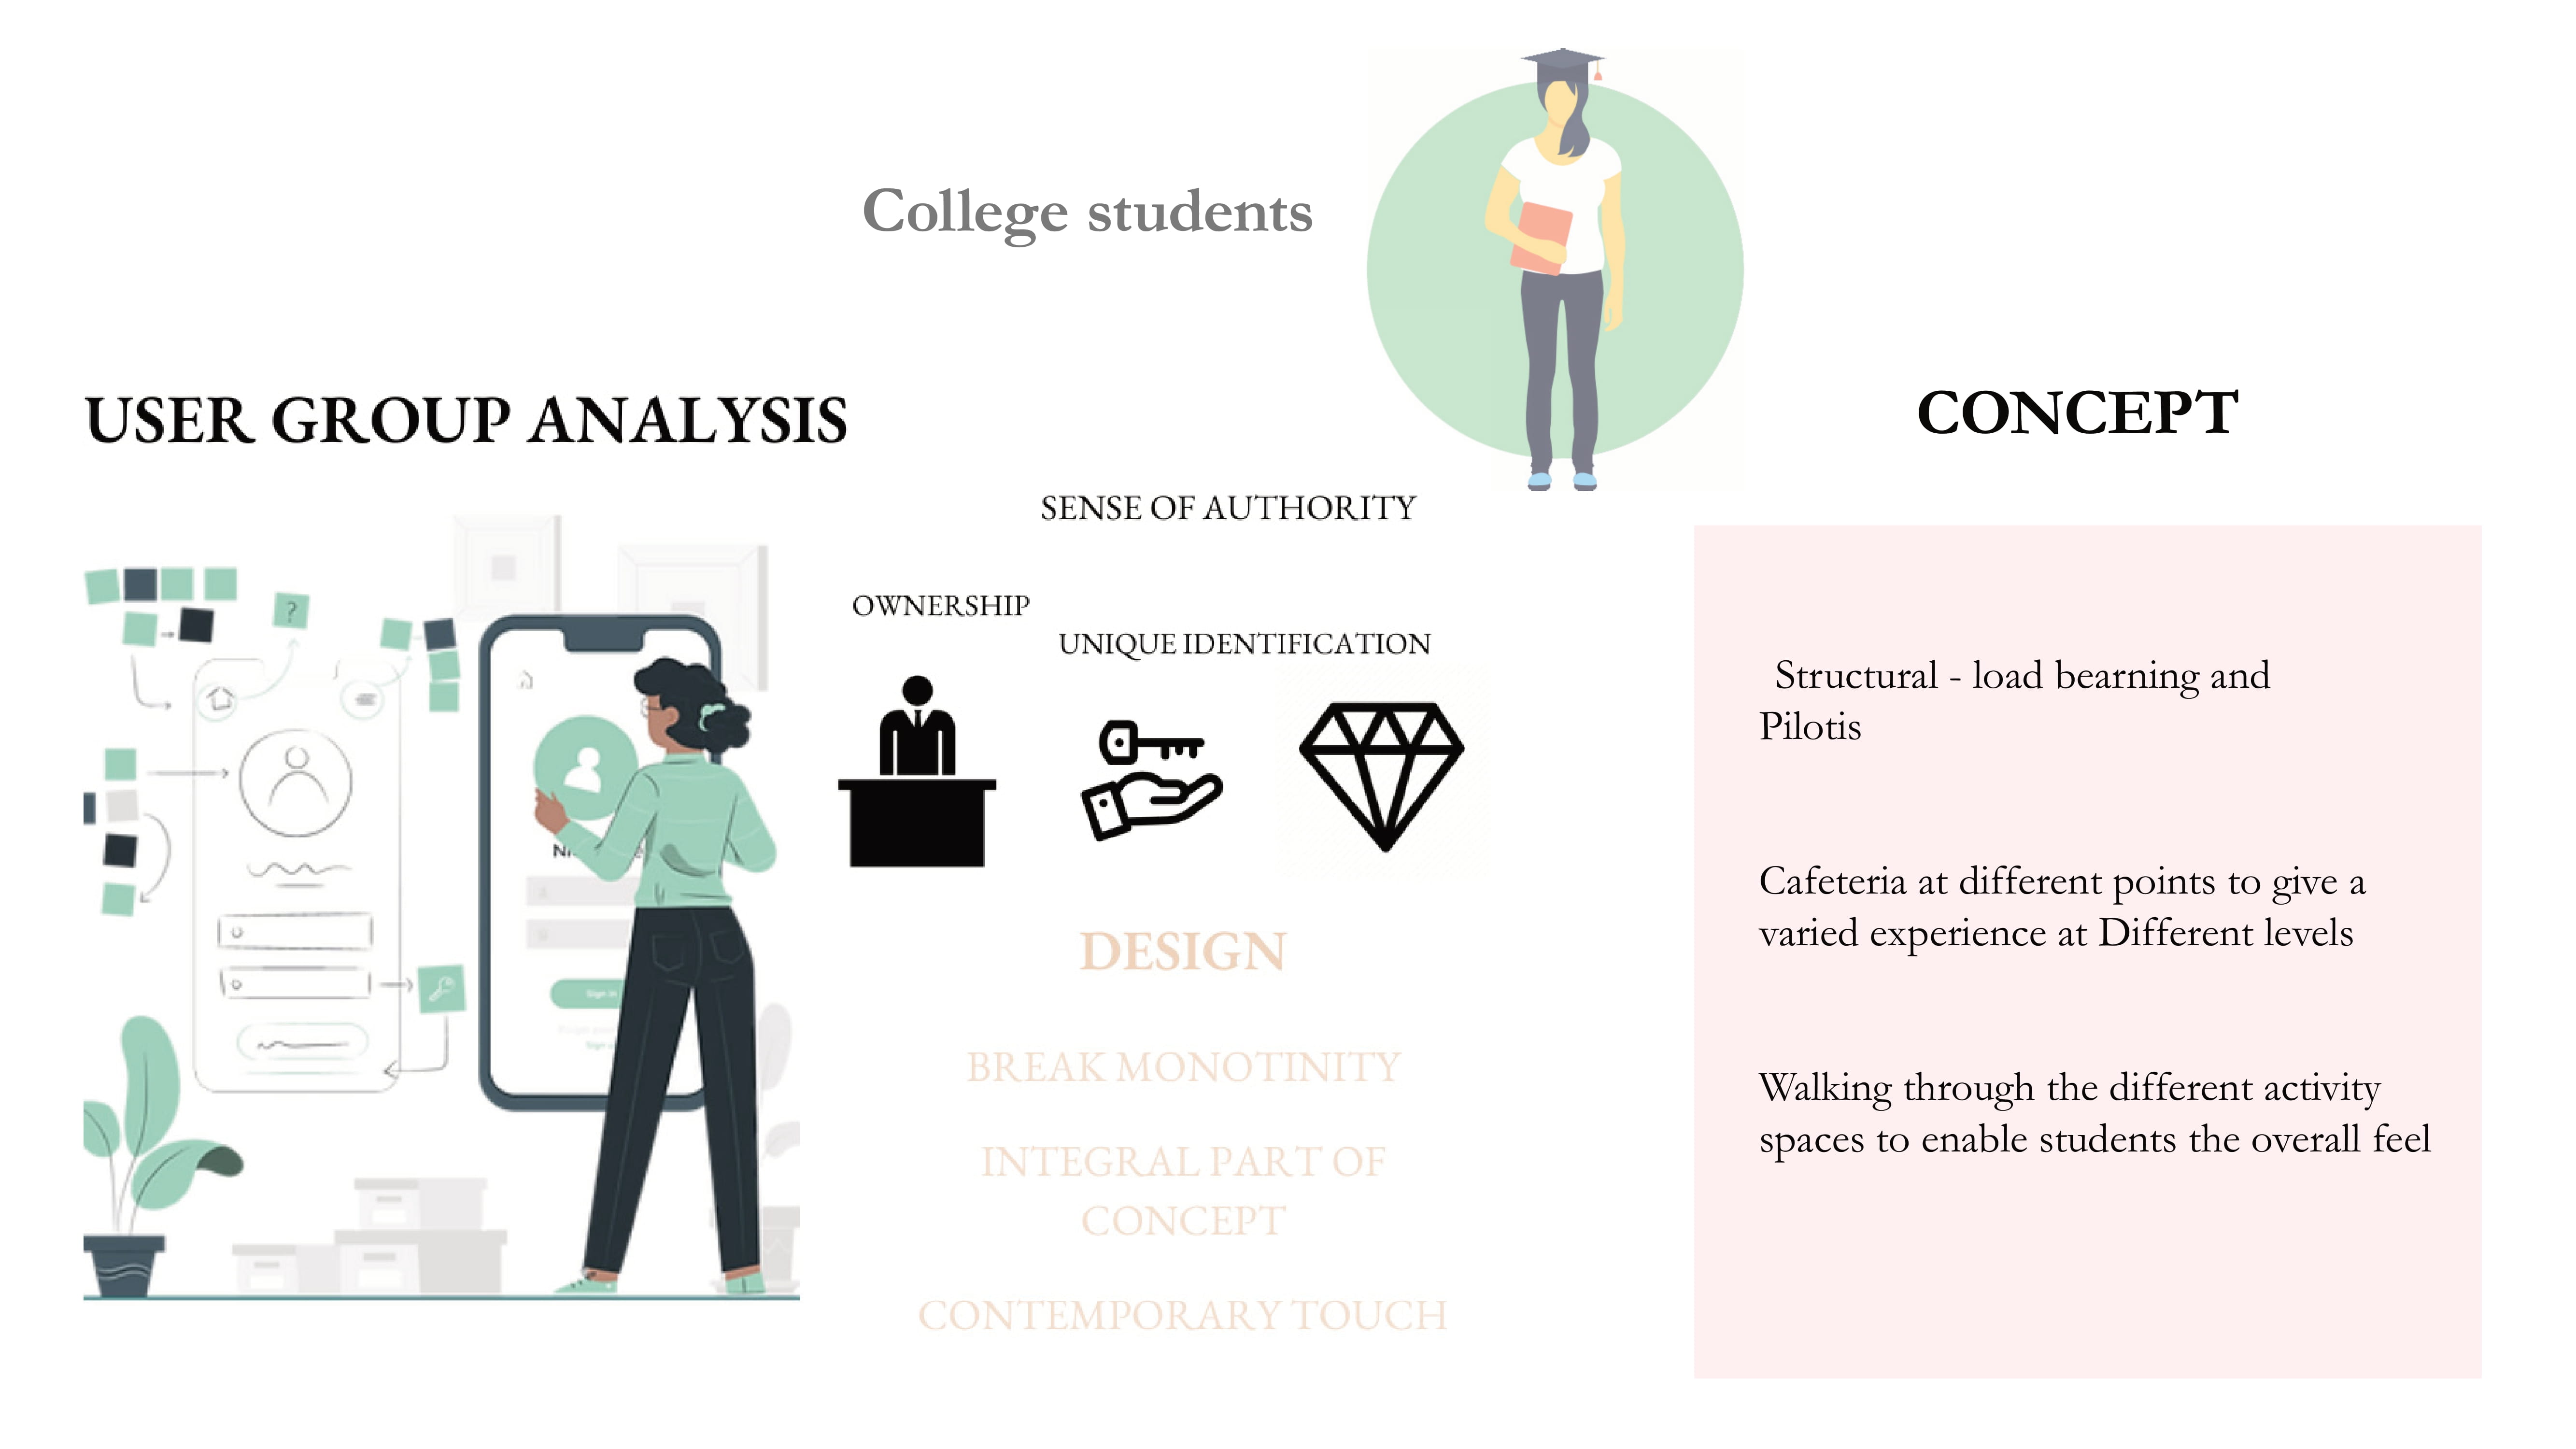 College students
USER GROUP ANALYSIS
SENSE OF AUTHORITY
OWNERSHIP
UNIQUE IDENTIFICATION
?
Sign in
DESIGN
BREAK MONOTINITY
INTEGRAL PART OF
CONCEPT
CONTEMPORARY TOUCH
CONCEPT
Structural - load bearning and
Pilotis
Cafeteria at different points to give a
varied experience at Different levels
Walking through the different activity
spaces to enable students the overall feel